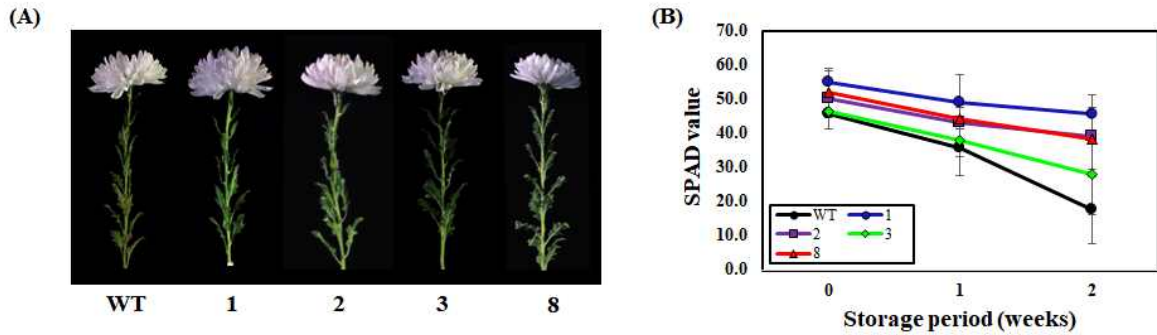 (A)
WT 1 2 3 8
(B)
SPAD value
70.0
60.0
50.0
40.0
30.0
20.0
10.0
0.0
WT 1
2 3
8
0 1 2
Storage period (weeks)